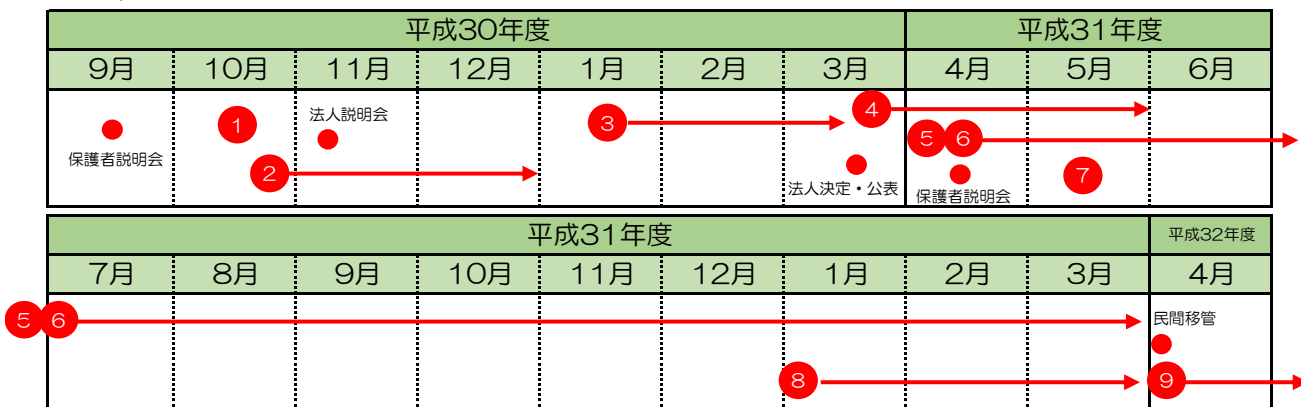 平成30年度 平成31年度
9月 10月 11月 12月 1月 2月 3月 4月 5月 6月
法人説明会
1 3 4
5 6
保護者説明会
2 7
法人決定・公表 保護者説明会
平成31年度 平成32年度
7月 8月 9月 10月 11月 12月 1月 2月 3月 4月
5 6 民間移管
8 9